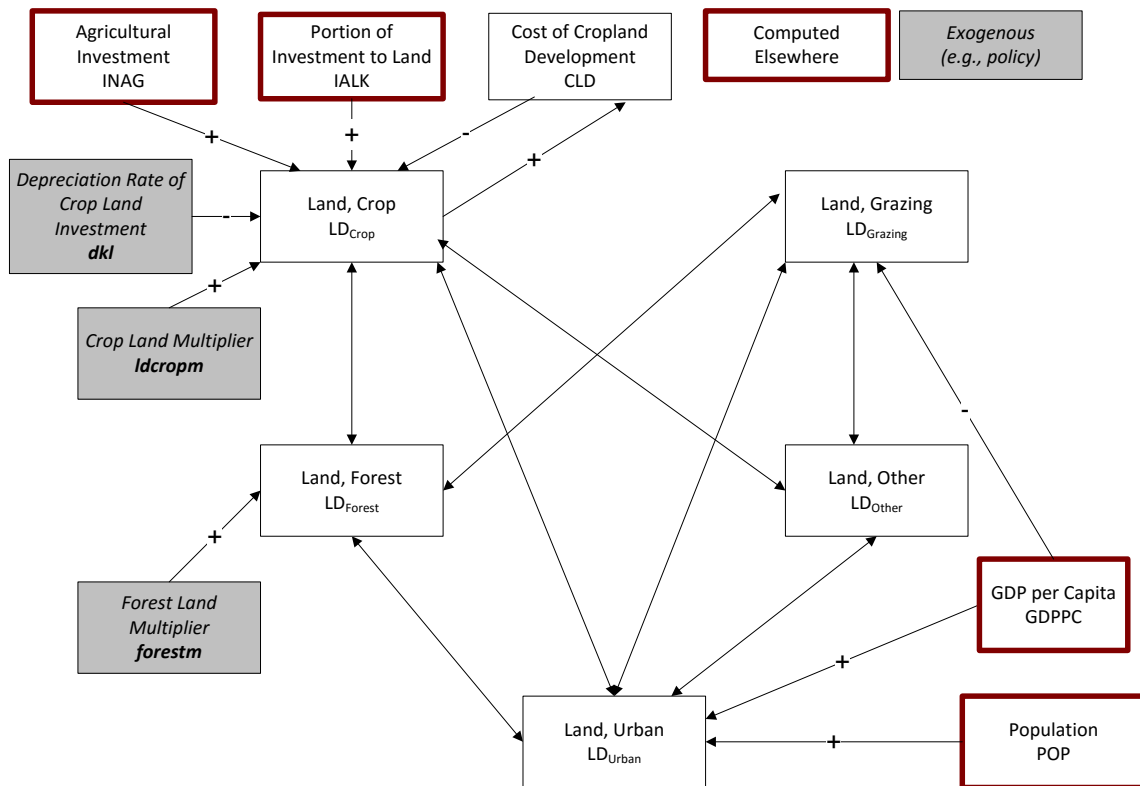 Agricultural
Investment
INAG
Portion of
Investment to Land
IALK
Cost of Cropland
Development
CLD
Computed
Elsewhere
Exogenous
(e.g., policy)
+
+
-
+
Depreciation Rate of
Crop Land
Investment
dkl
-
Land, Crop
LDCrop
Land, Grazing
LDGrazing
+
Crop Land Multiplier
ldcropm
-
Land, Forest
LDForest
Land, Other
LDOther
+
Forest Land
Multiplier
forestm
GDP per Capita
GDPPC
+
Land, Urban
LDUrban
+
Population
POP